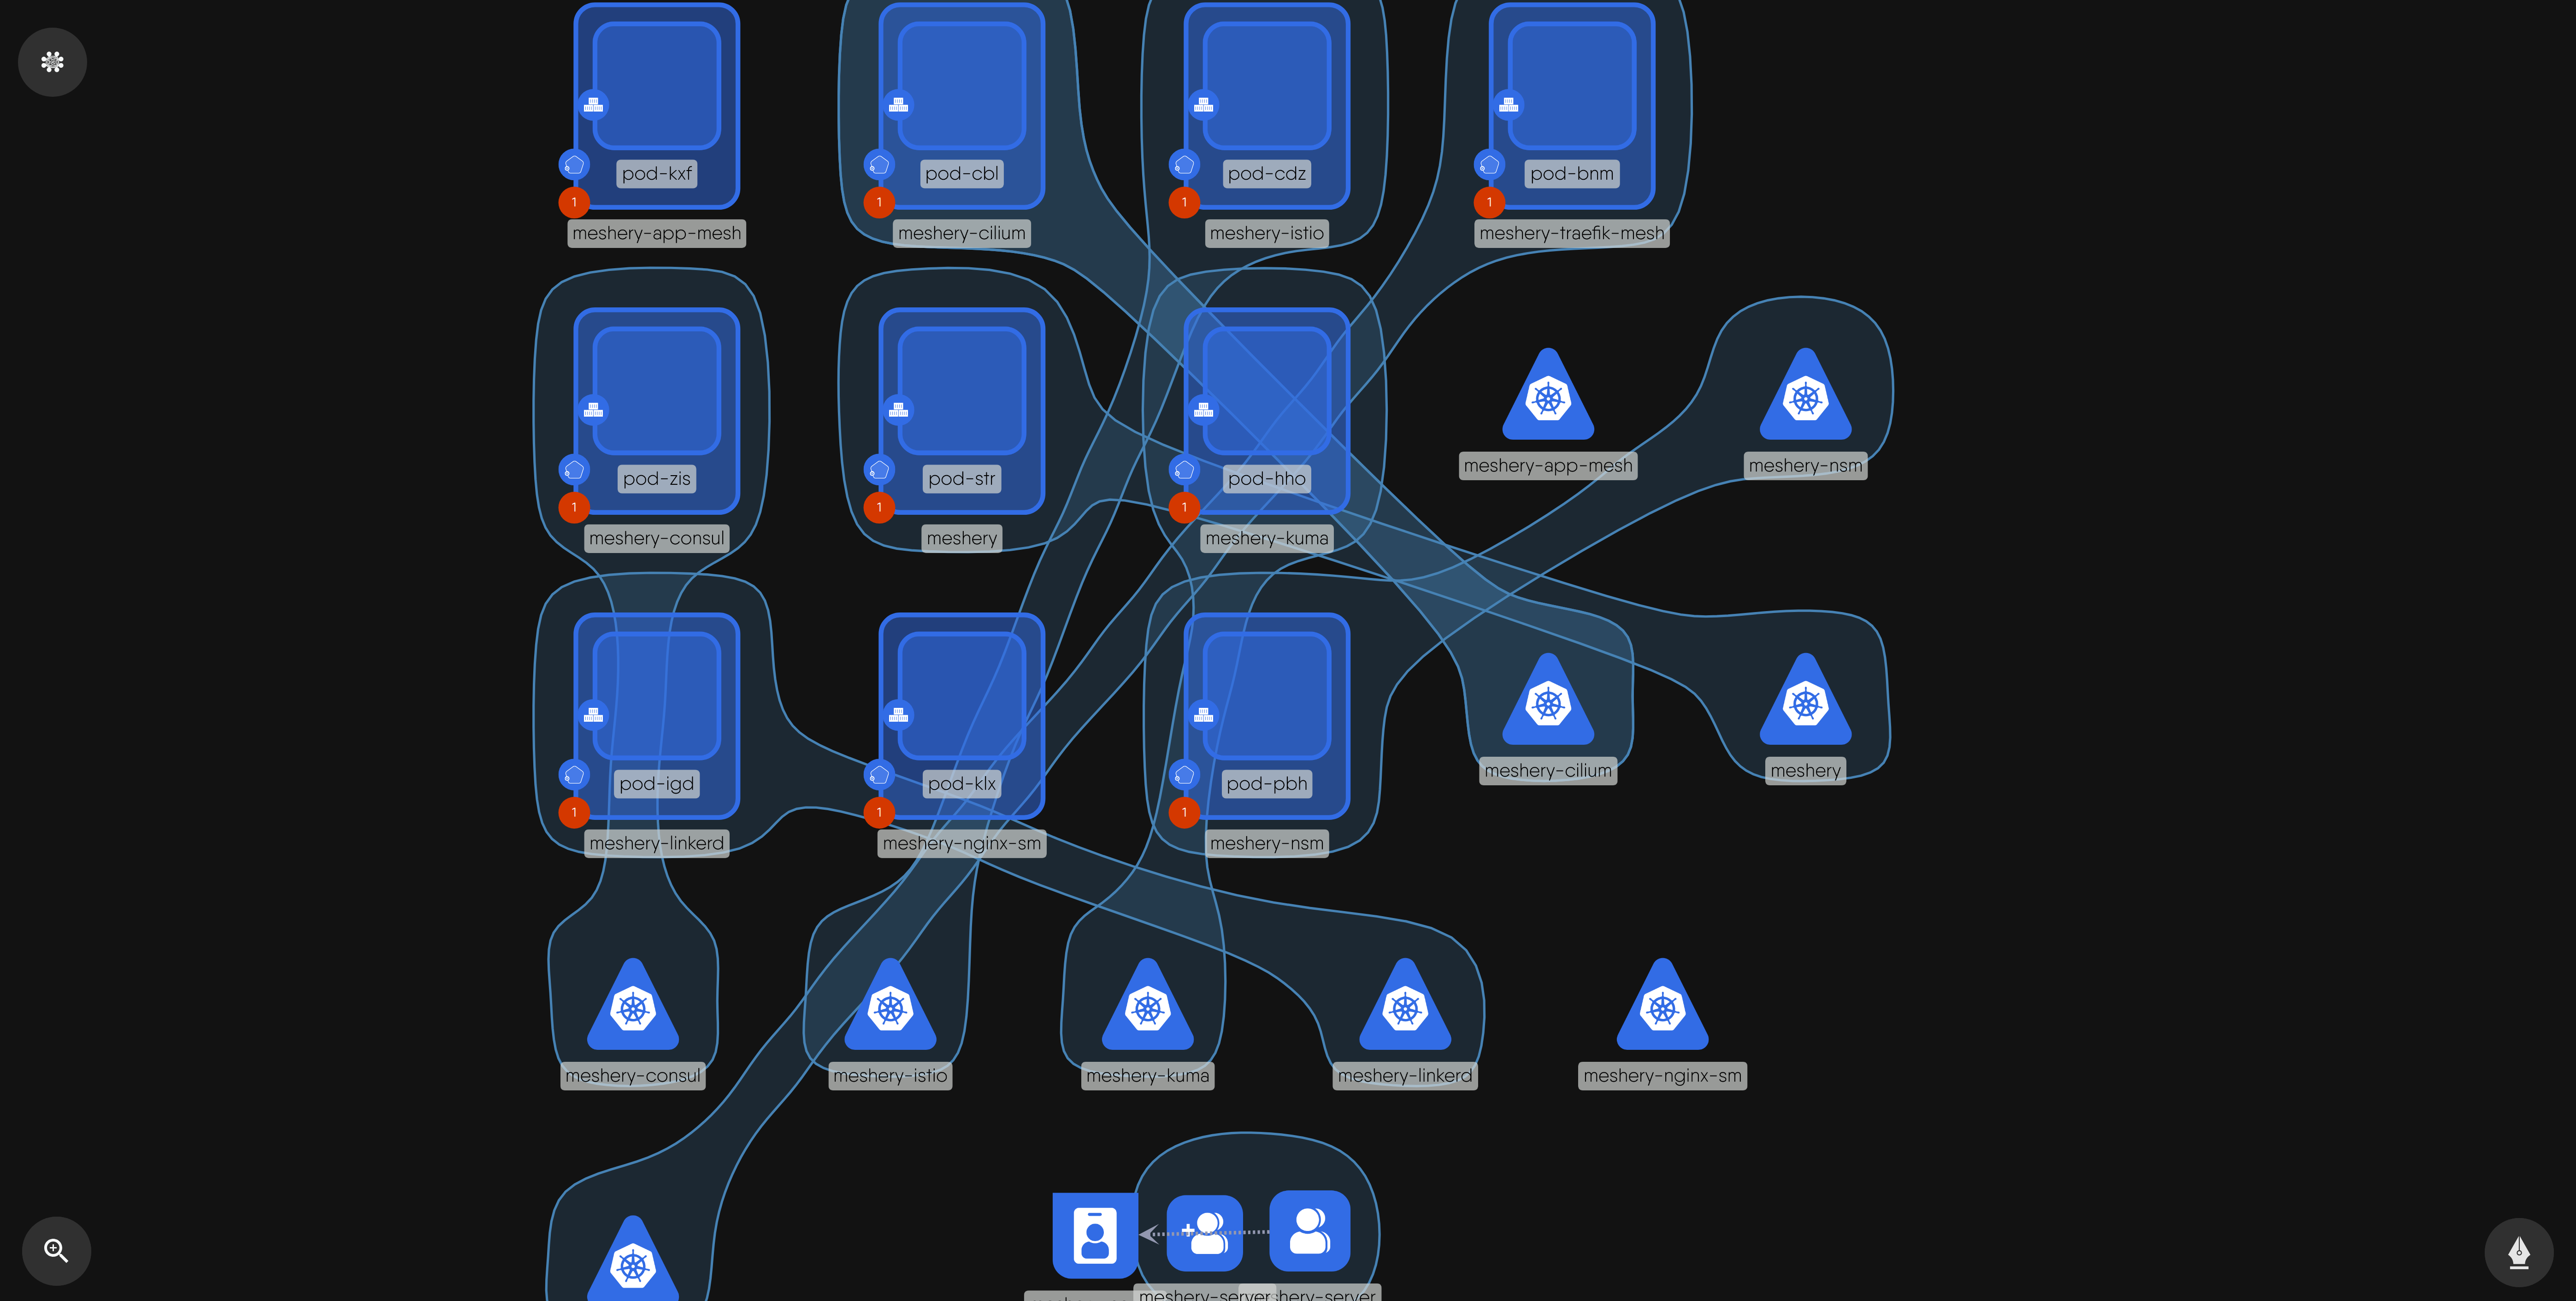 pod-kxf
pod-cbl
pod-cdz
pod-bnm
1
1
1
1
meshery-app-mesh
meshery-cilium
meshery-istio
meshery-traefik-mesh
meshery-app-mesh
meshery-nsm
pod-zis
pod-str
pod-hho
1
1
1
meshery-consul
meshery
meshery-kuma
meshery-cilium
meshery
pod-igd
pod-klx
pod-pbh
1
1
1
meshery-linkerd
meshery-nginx-sm
meshery-nsm
meshery-consul
meshery-istio
meshery-kuma
meshery-linkerd
meshery-nginx-sm
meshery-server
hery-server